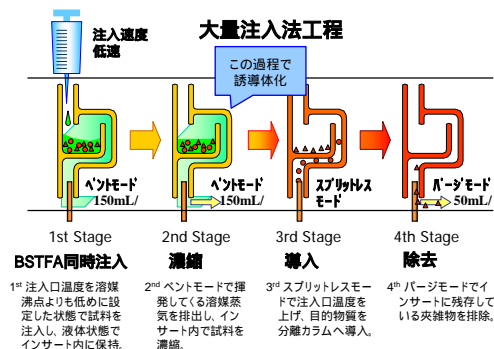 大量注入法工程
注入速度
低速
この過程で
誘導体化
ベントモード
150mL/
ベントモード
150mL/
スプリットレス
モード
パージモード
50mL/
1st Stage
BSTFA同時注入
1st 注入口温度を溶媒
沸点よりも低めに設
定した状態で試料を
注入し、液体状態で
インサート内に保持。
2nd Stage
濃縮
2nd ベントモードで揮
発してくる溶媒蒸
気を排出し、イン
サート内で試料を
濃縮。
3rd Stage
導入
3rd スプリットレスモー
ドで注入口温度を
上げ、目的物質を
分離カラムへ導入。
4th Stage
除去
4th パージモードでイ
ンサートに残存して
いる夾雑物を排除。